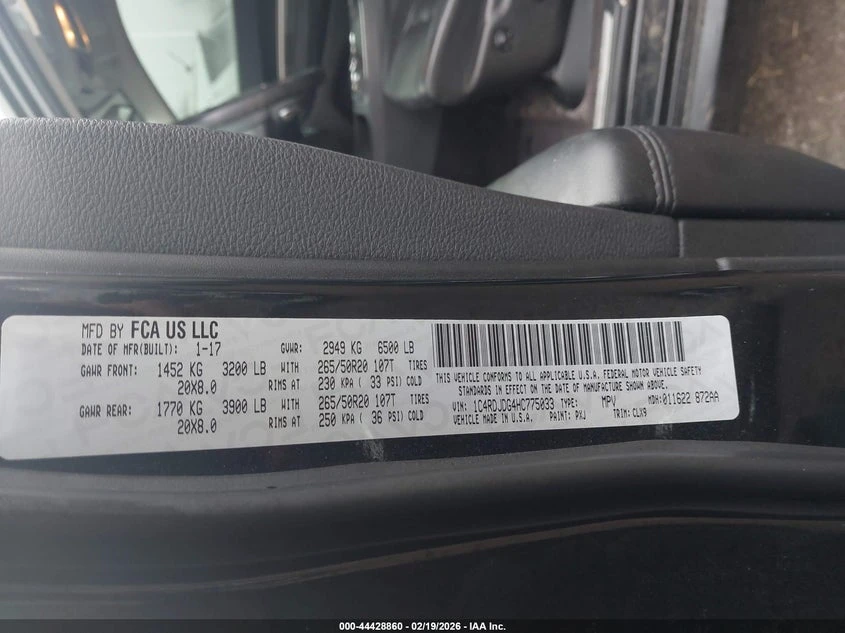 MFD BY FCA US LLC
DATE OF MFR(BUILT): 1-17 GVWR: 2949 KG 6500 LB
GAWR FRONT: 1452 KG 3200 LB WITH 265/50R20 107T TIRES
20X8.0 RIMS AT 230 KPA ( 33 PSI) COLD
GAWR REAR: 1770 KG 3900 LB WITH 265/50R20 107T TIRES
20X8.0 RIMS AT 250 KPA ( 36 PSI) COLD
THIS VEHICLE CONFORMS TO ALL APPLICABLE U.S.A. FEDERAL MOTOR VEHICLE SAFETY
STANDARDS IN EFFECT ON THE DATE OF MANUFACTURE SHOWN ABOVE.
VIN: 1C4RDJDG4HC775033 TYPE: MPV MDH:011622 872AA
VEHICLE MADE IN U.S.A. PAINT: PXJ TRIM: CLX9
000-44428860 - 02/19/2026 - IAA Inc.